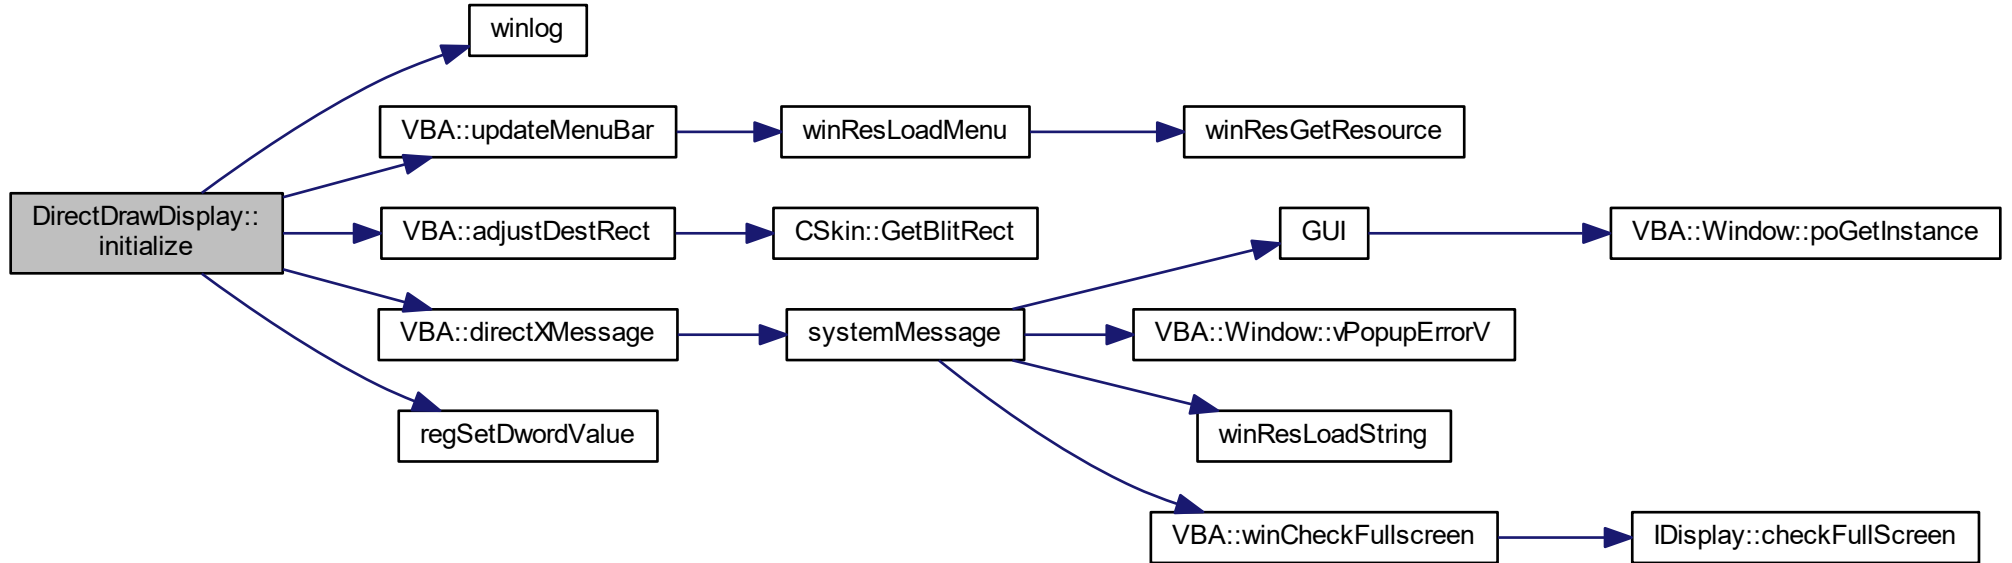 winlog
VBA::updateMenuBar
winResLoadMenu
winResGetResource
DirectDrawDisplay::
initialize
VBA::adjustDestRect
CSkin::GetBlitRect
GUI
VBA::Window::poGetInstance
VBA::directXMessage
systemMessage
VBA::Window::vPopupErrorV
regSetDwordValue
winResLoadString
VBA::winCheckFullscreen
IDisplay::checkFullScreen